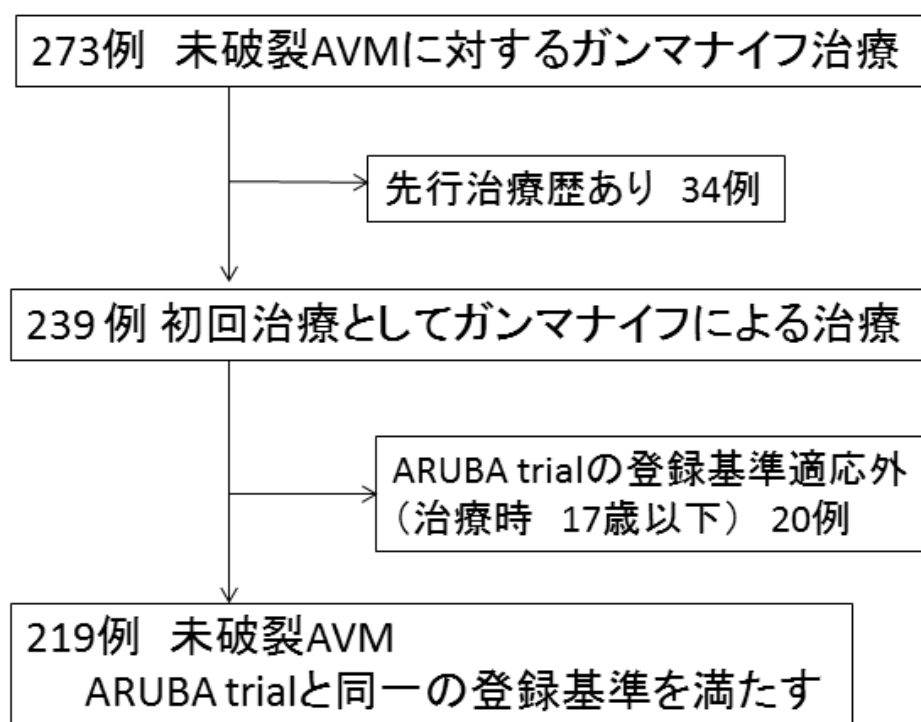 273例　未破裂AVMに対するガンマナイフ治療
先行治療歴あり　34例
239 例 初回治療としてガンマナイフによる治療
ARUBA trialの登録基準適応外
（治療時　17歳以下）　20例
219例　未破裂AVM
ARUBA trialと同一の登録基準を満たす